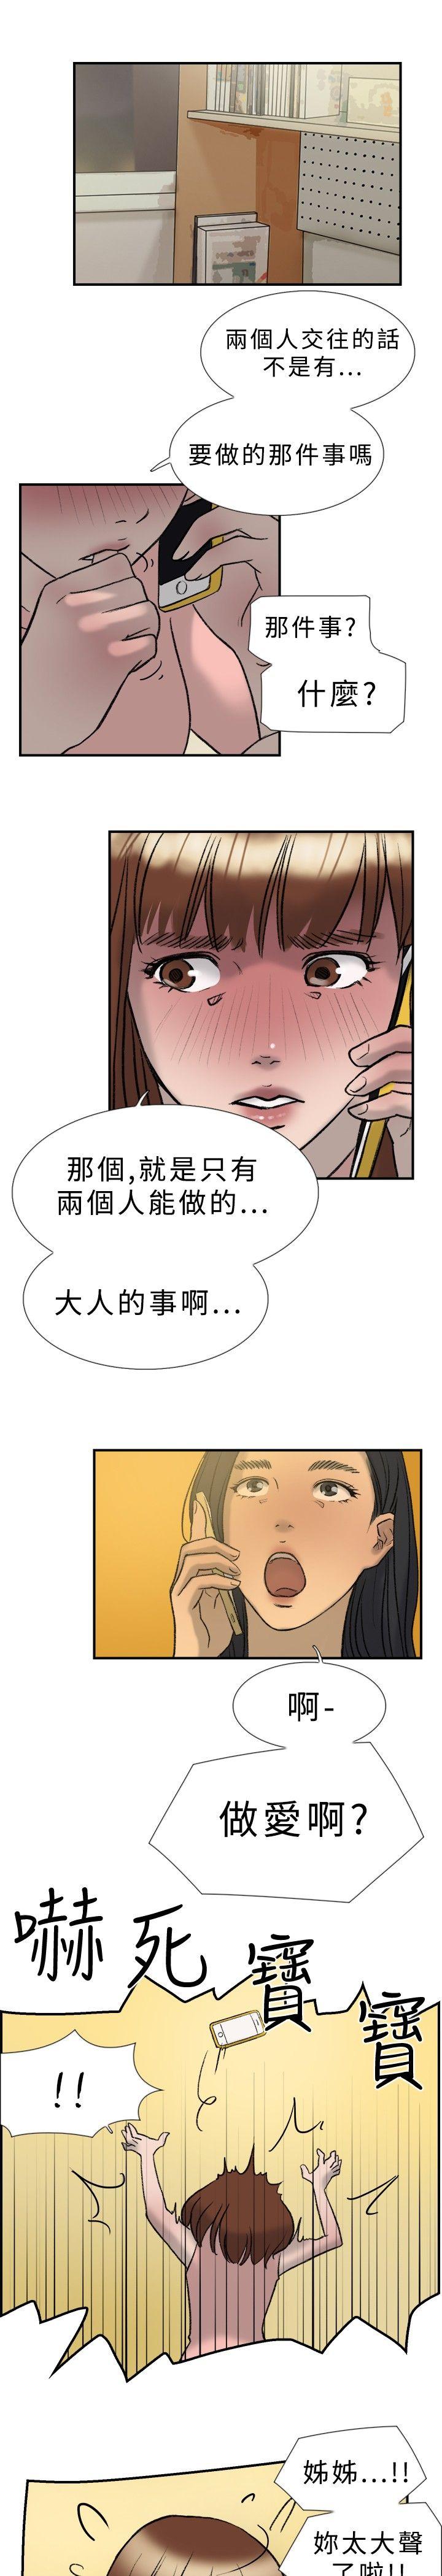 兩個人交往的話
不是有...
要做的那件事嗎
那件事?
什麼?
那個,就是只有
兩個人能做的...
大人的事啊...
啊-
做愛啊?
嚇死寶寶
!!
姊姊...!!
妳太大聲
了啦!!